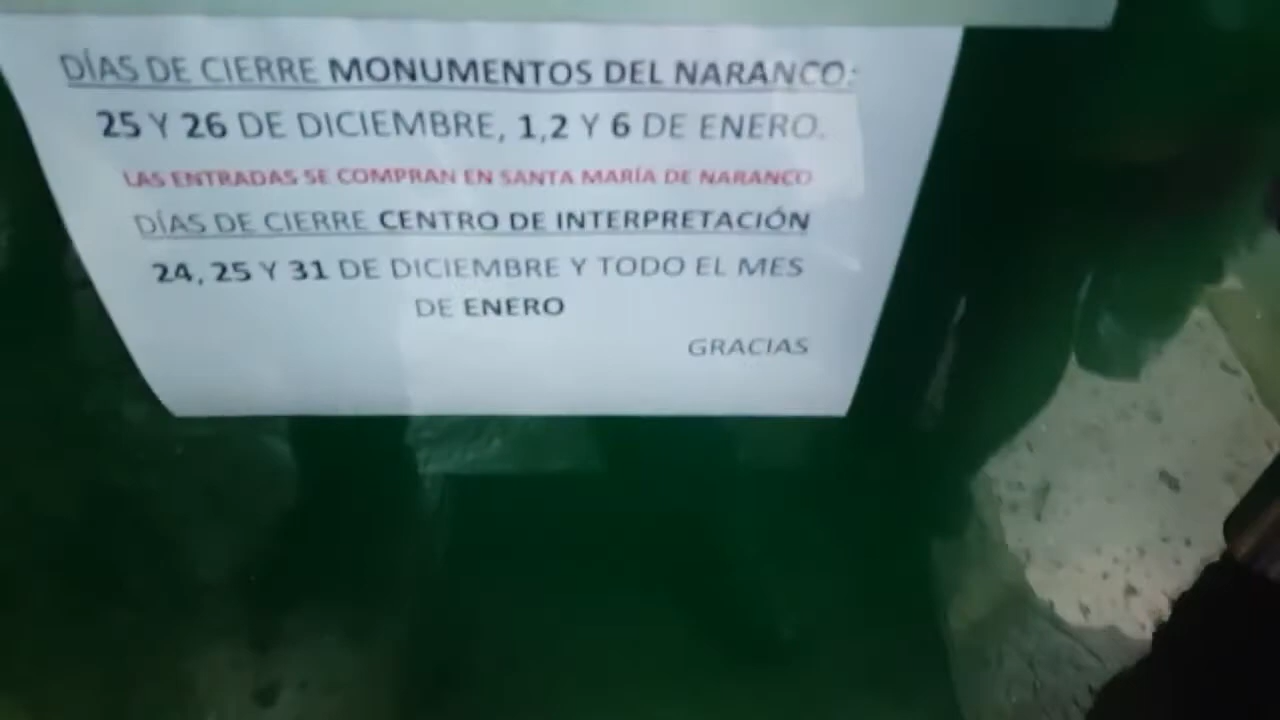 DÍAS DE CIERRE MONUMENTOS DEL NARANCO:
25 Y 26 DE DICIEMBRE, 1,2 Y 6 DE ENERO.
LAS ENTRADAS SE COMPRAN EN SANTA MARÍA DE NARANCO
DÍAS DE CIERRE CENTRO DE INTERPRETACIÓN
24, 25 Y 31 DE DICIEMBRE Y TODO EL MES
DE ENERO
GRACIAS